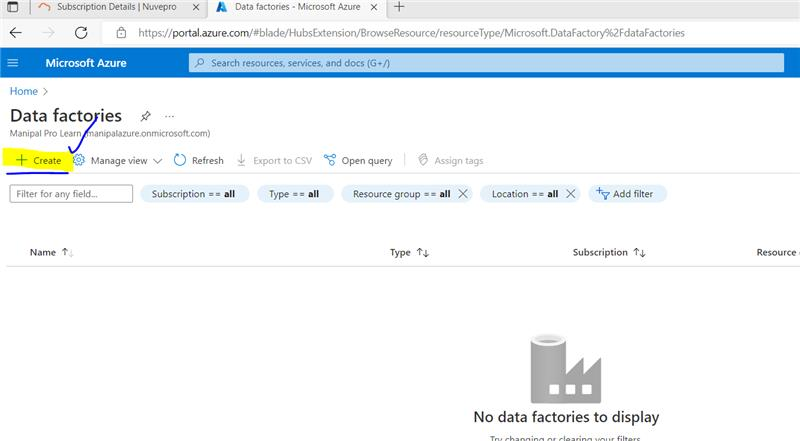 Subscription Details | Nuvepro
Data factories - Microsoft Azure
https://portal.azure.com/#blade/HubsExtension/BrowseResource/resourceType/Microsoft.DataFactory%2FdataFactories
Microsoft Azure
Search resources, services, and docs (G+/)
Home >
Data factories
Manipal Pro Learn (manipalazure.onmicrosoft.com)
Create Manage view Refresh Export to CSV Open query Assign tags
Filter for any field... Subscription == all Type == all Resource group == all Location == all Add filter
Name Type Subscription Resource
No data factories to display
Try changing or clearing your filters